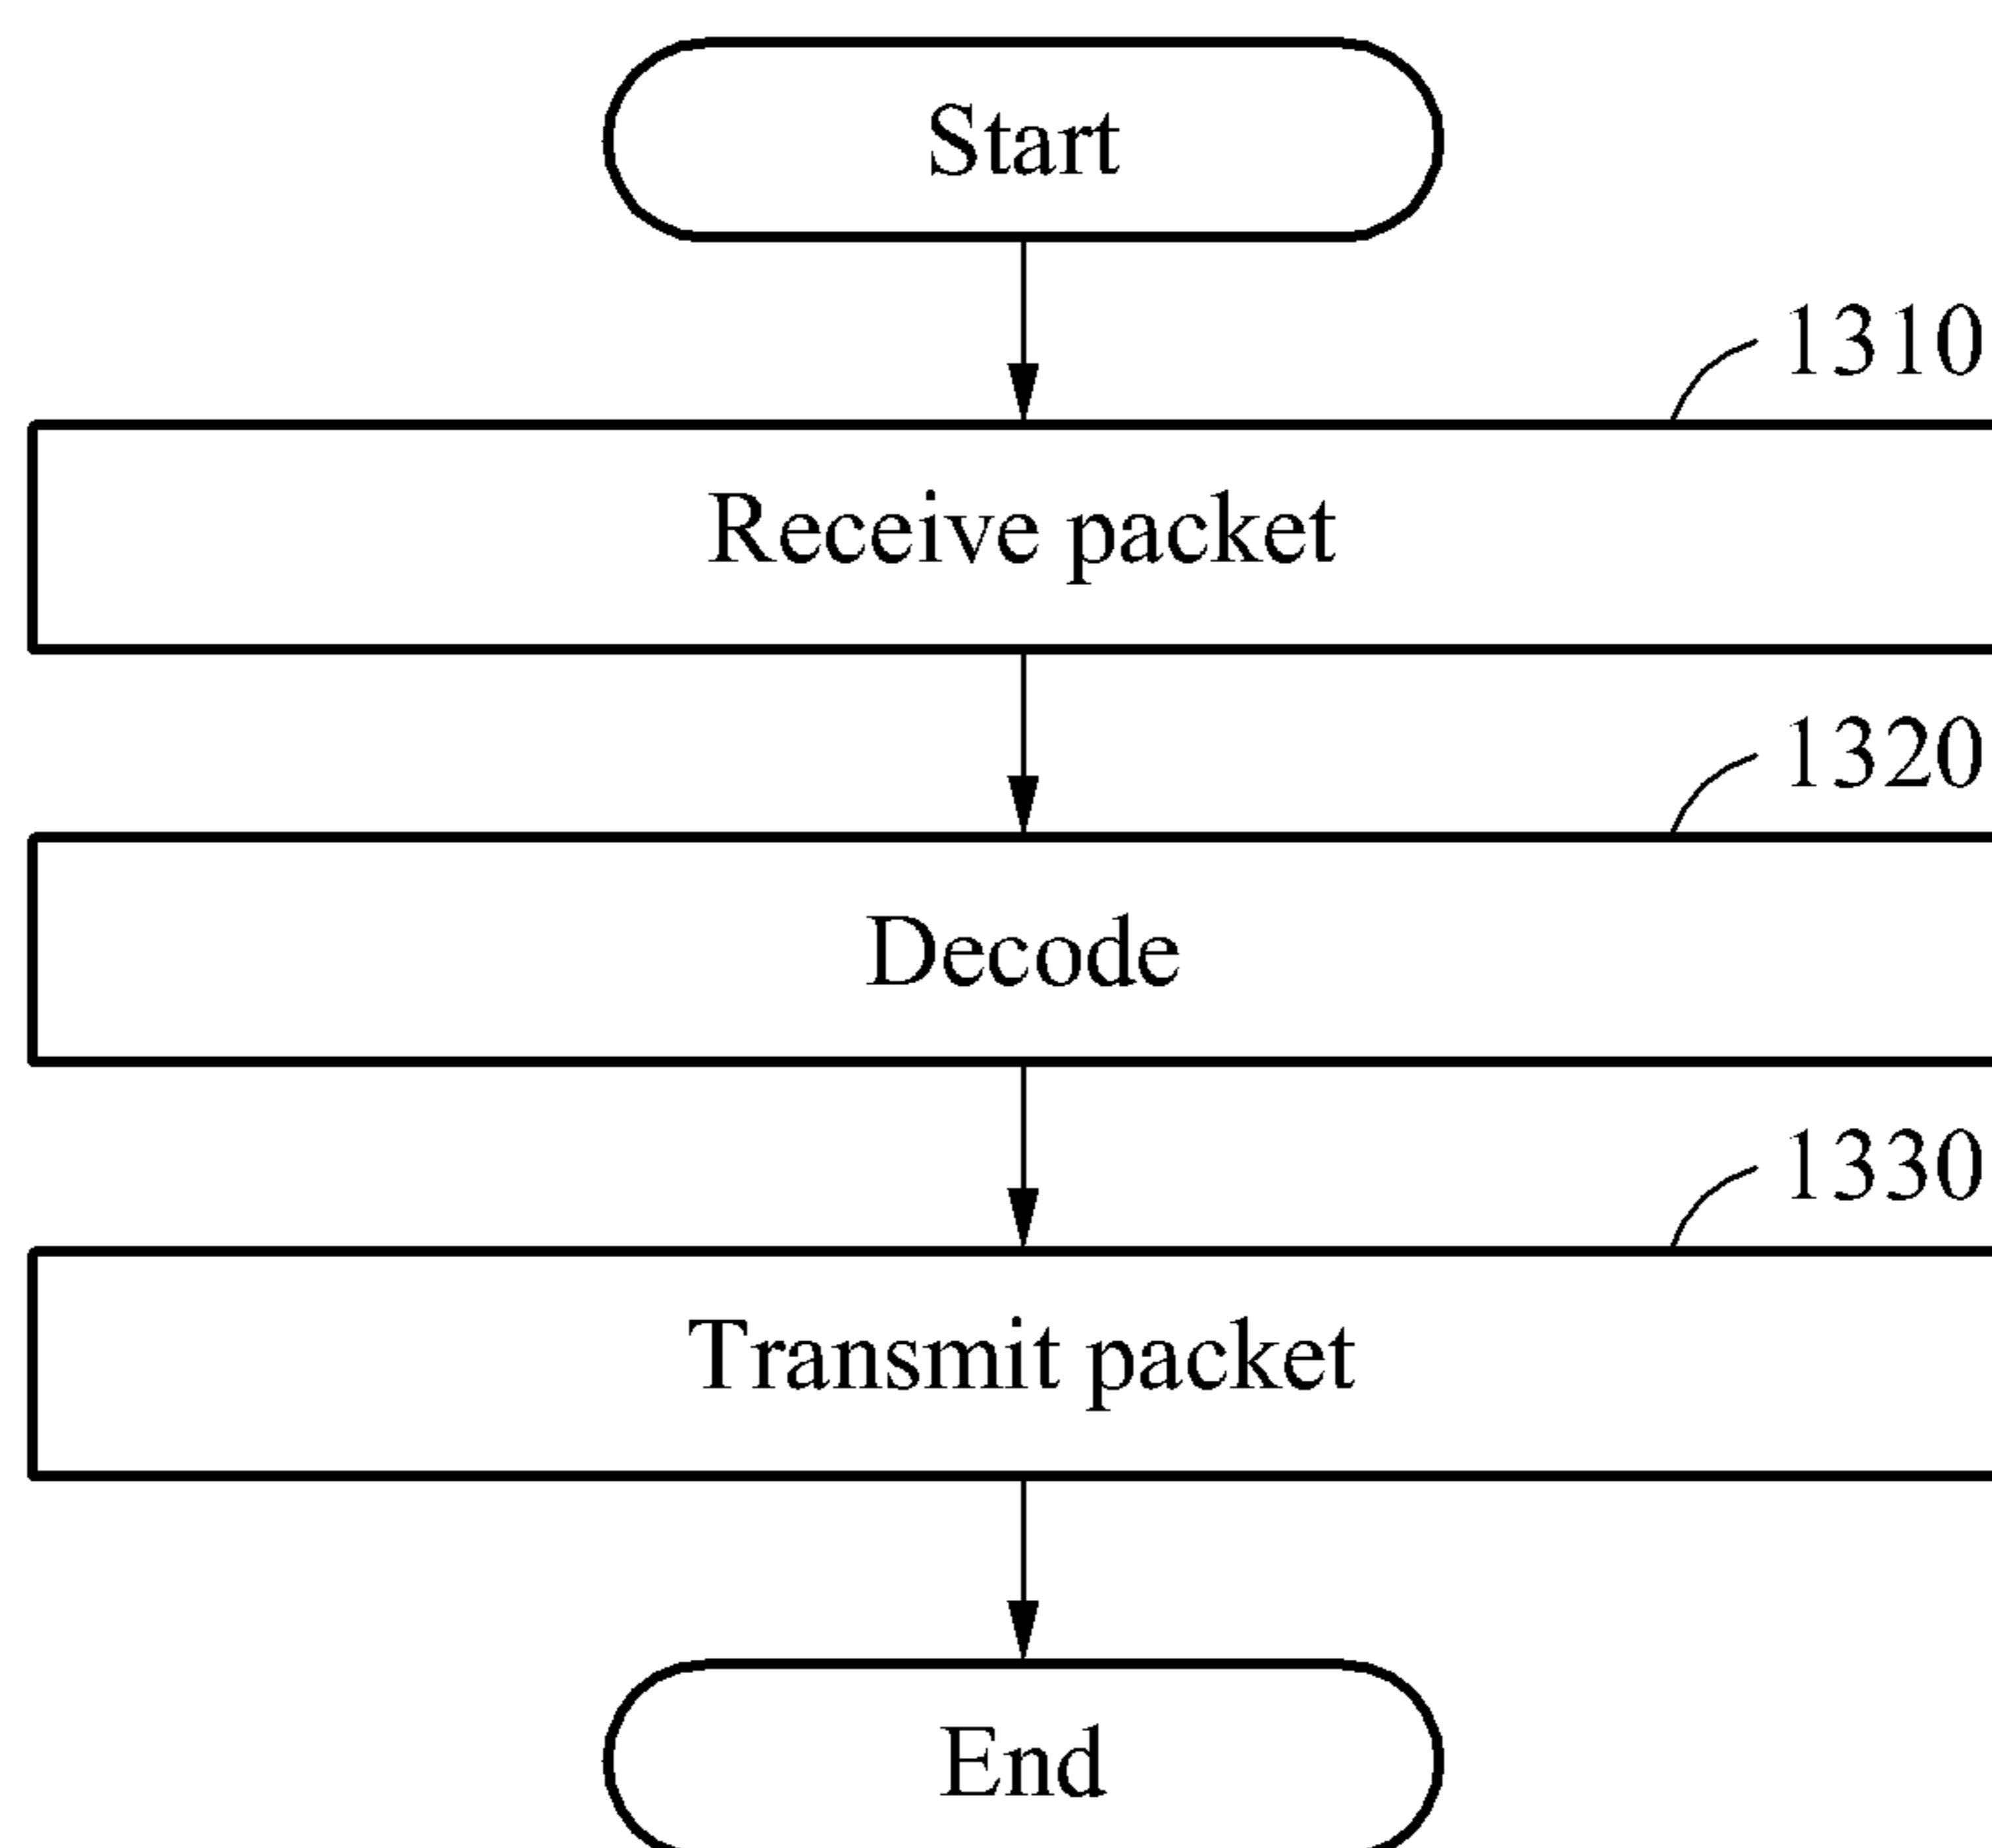 Start
1310
Receive packet
1320
Decode
1330
Transmit packet
End